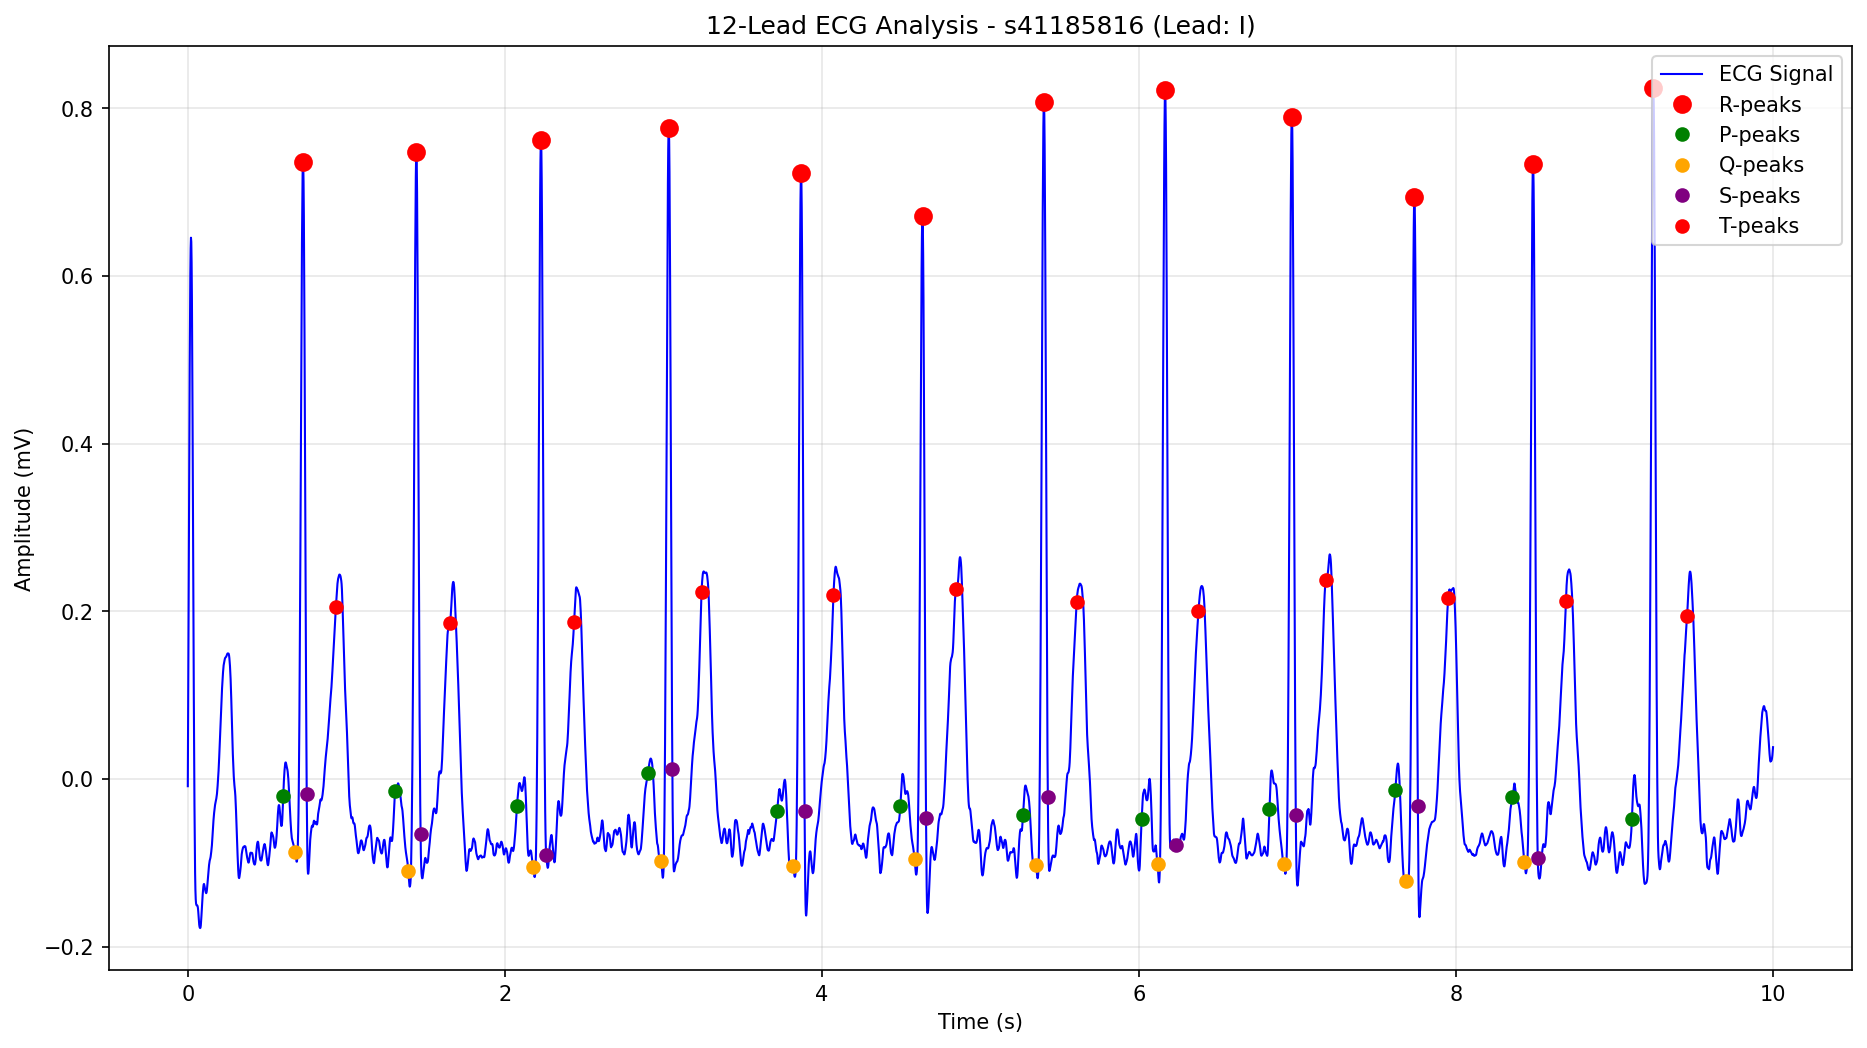 12-Lead ECG Analysis - s41185816 (Lead: I)
ECG Signal
R-peaks
P-peaks
Q-peaks
S-peaks
T-peaks
Amplitude (mV)
0.8
0.6
0.4
0.2
0.0
−0.2
0
2
4
6
8
10
Time (s)